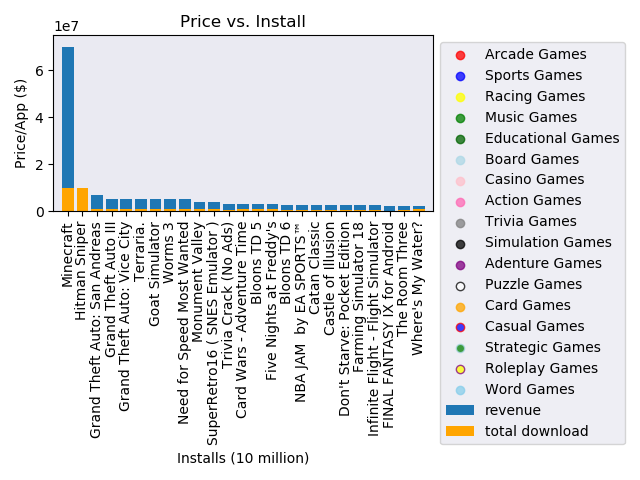 Price vs. Install
1e7
6
4
2
0
Price/App ($)
Minecraft
Hitman Sniper
Grand Theft Auto: San Andreas
Grand Theft Auto III
Grand Theft Auto: Vice City
Terraria.
Goat Simulator
Worms 3
Need for Speed Most Wanted
Monument Valley
SuperRetro16 ( SNES Emulator )
Trivia Crack (No Ads)
Card Wars - Adventure Time
Bloons TD 5
Five Nights at Freddy's
Bloons TD 6
NBA JAM  by EA SPORTS™
Catan Classic
Castle of Illusion
Don't Starve: Pocket Edition
Farming Simulator 18
Infinite Flight - Flight Simulator
FINAL FANTASY IX for Android
The Room Three
Where's My Water?
Installs (10 million)
Arcade Games
Sports Games
Racing Games
Music Games
Educational Games
Board Games
Casino Games
Action Games
Trivia Games
Simulation Games
Adenture Games
Puzzle Games
Card Games
Casual Games
Strategic Games
Roleplay Games
Word Games
revenue
total download